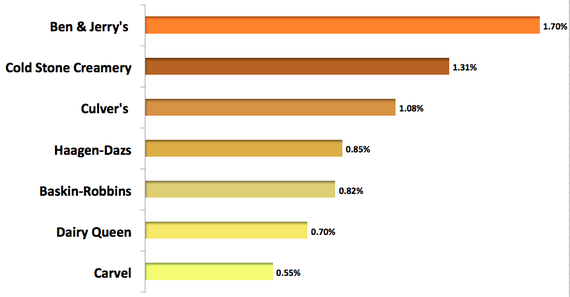 Ben & Jerry's 1.70%
Cold Stone Creamery 1.31%
Culver's 1.08%
Haagen-Dazs 0.85%
Baskin-Robbins 0.82%
Dairy Queen 0.70%
Carvel 0.55%